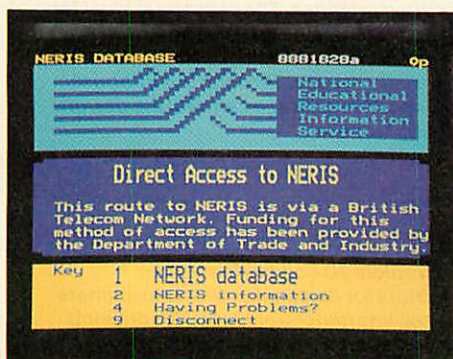 NERIS DATABASE 8881828a 0p
National
Educational
Resources
Information
Service
Direct Access to NERIS
This route to NERIS is via a British
Telecom Network. Funding for this
method of access has been provided by
the Department of Trade and Industry.
Key 1 NERIS database
2 NERIS information
4 Having Problems?
9 Disconnect